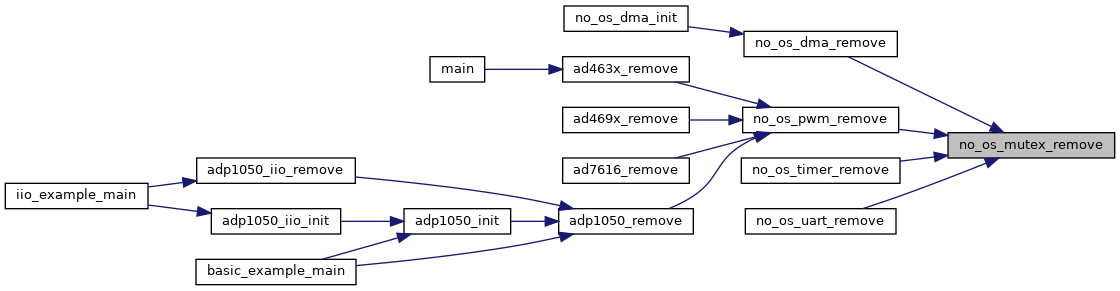 no_os_dma_init
no_os_dma_remove
main
ad463x_remove
ad469x_remove
no_os_pwm_remove
no_os_mutex_remove
adp1050_iio_remove
ad7616_remove
no_os_timer_remove
iio_example_main
adp1050_iio_init
adp1050_init
adp1050_remove
no_os_uart_remove
basic_example_main